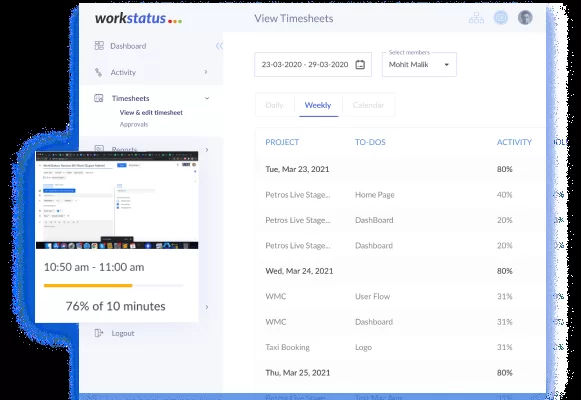 workstatus
View Timesheets
Dashboard
Activity
Timesheets
View & edit timesheet
Approvals
Reports
10:50 am - 11:00 am
76% of 10 minutes
Logout
23-03-2020 - 29-03-2020
Select members
Mohit Malik
Daily
Weekly
Calendar
PROJECT TO-DOS ACTIVITY
Tue, Mar 23, 2021 80%
Petros Live Stage... Home Page 40%
Petros Live Stage... DashBoard 20%
Petros Live Stage... Dashboard 20%
Wed, Mar 24, 2021 80%
WMC User Flow 31%
WMC Dashboard 31%
Taxi Booking Logo 31%
Thu, Mar 25, 2021 80%